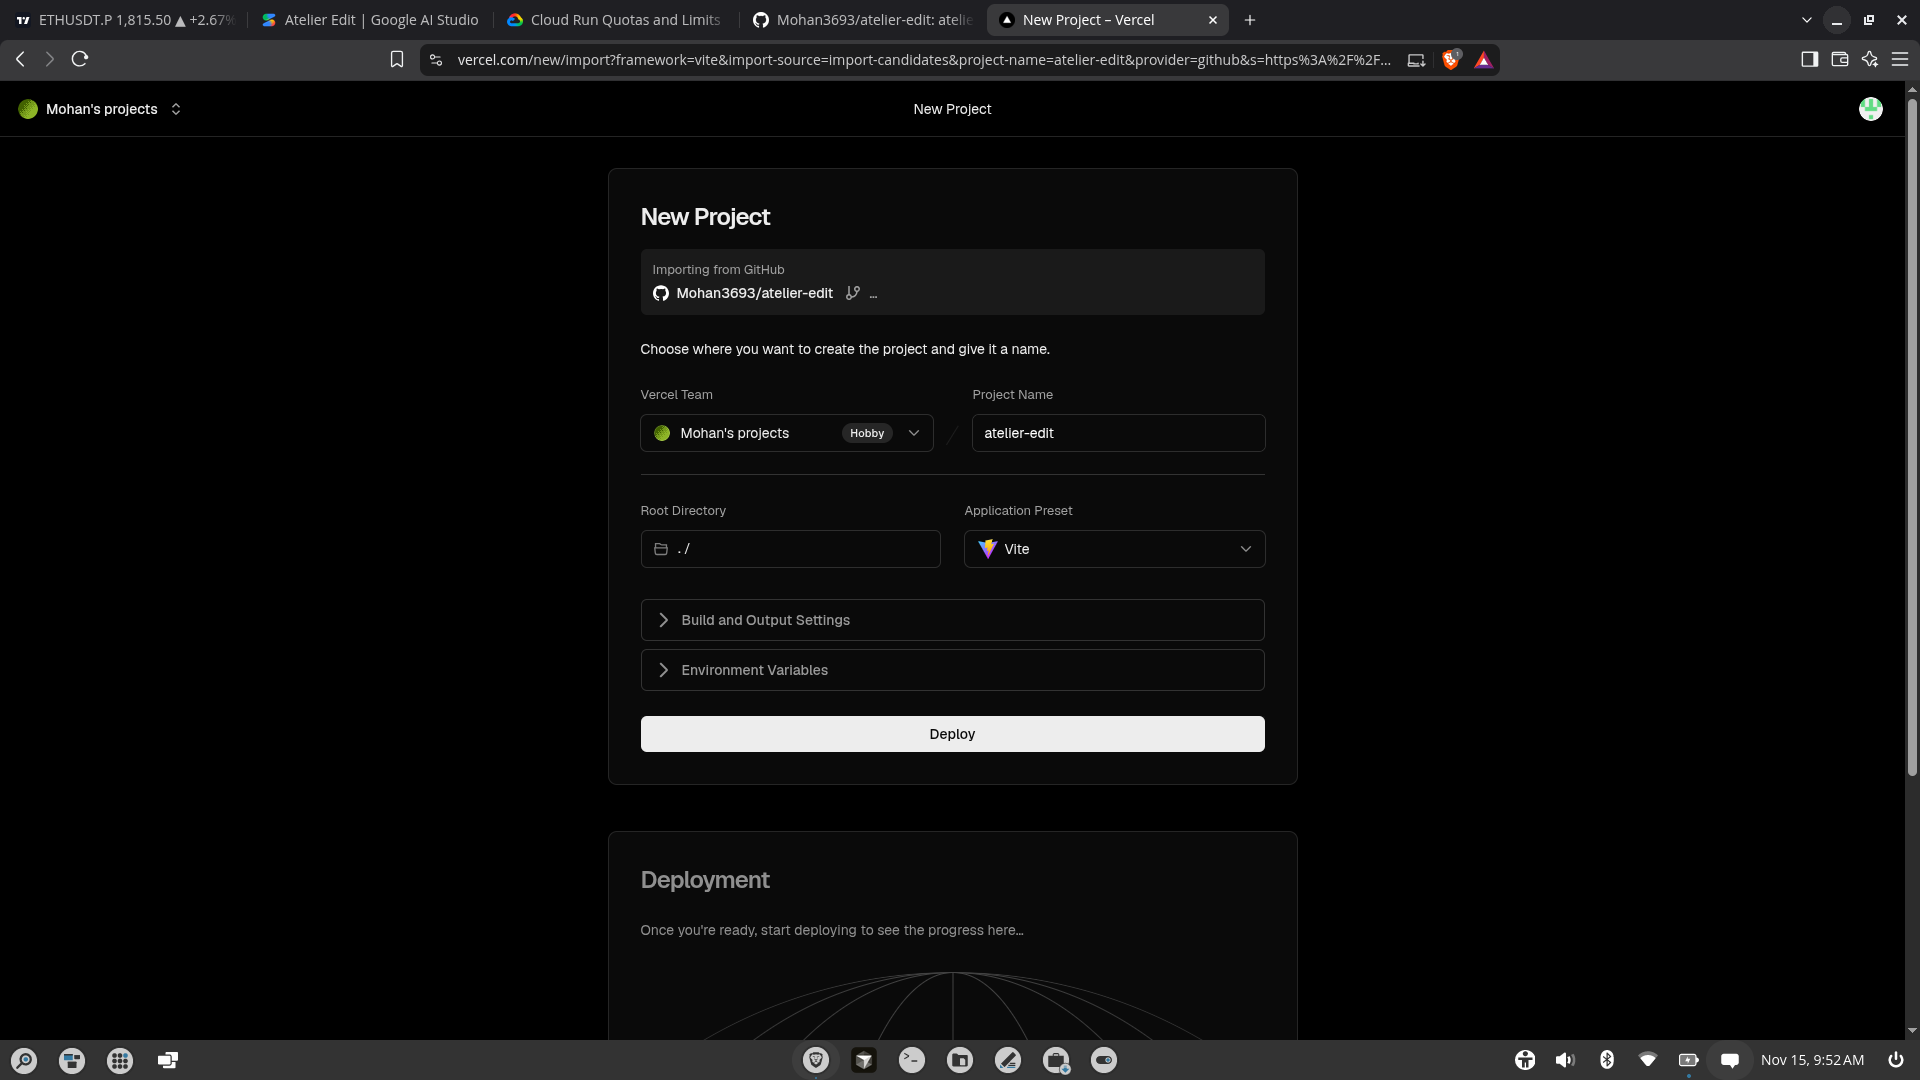 ETHUSDT.P 1,815.50 ▲ +2.67%
Atelier Edit | Google AI Studio
Cloud Run Quotas and Limits
Mohan3693/atelier-edit: atelie
New Project – Vercel
vercel.com/new/import?framework=vite&import-source=import-candidates&project-name=atelier-edit&provider=github&s=https%3A%2F%2F...
Mohan's projects
New Project
New Project
Importing from GitHub
Mohan3693/atelier-edit ...
Choose where you want to create the project and give it a name.
Vercel Team
Project Name
Mohan's projects Hobby
/
atelier-edit
Root Directory
Application Preset
./
Vite
Build and Output Settings
Environment Variables
Deploy
Deployment
Once you're ready, start deploying to see the progress here...
Nov 15, 9:52 AM